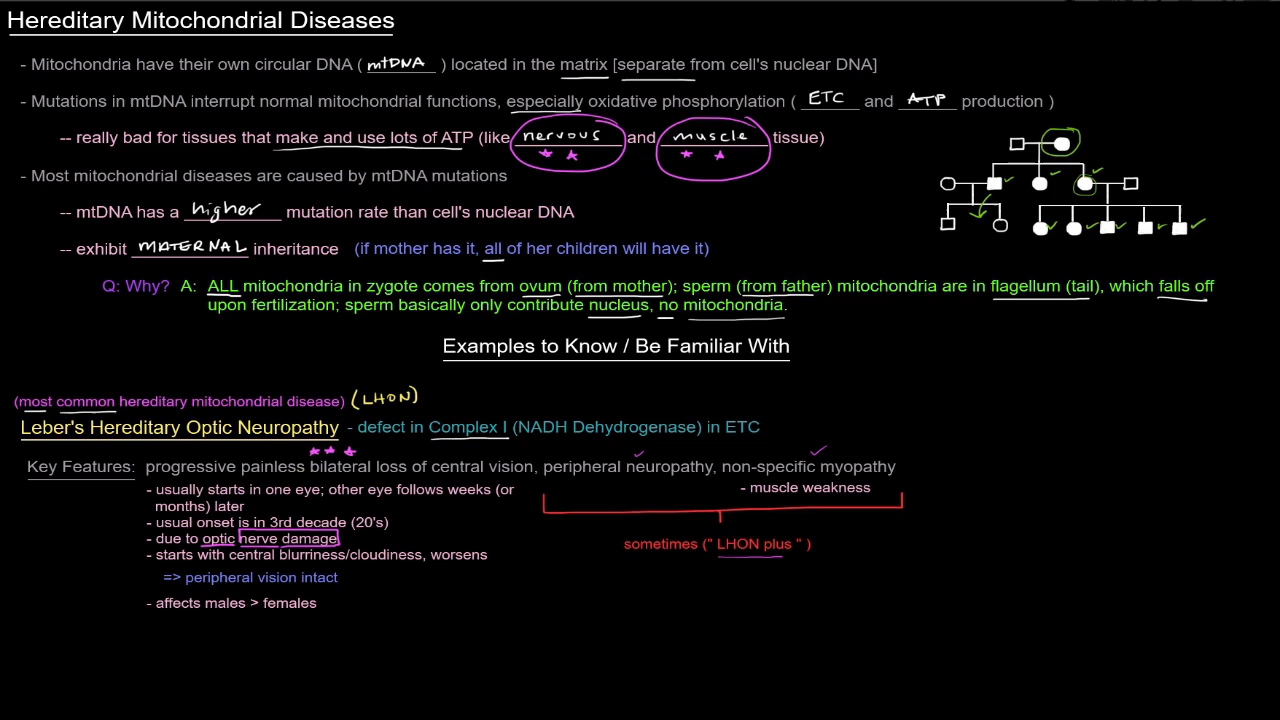 Hereditary Mitochondrial Diseases
- Mitochondria have their own circular DNA ( mtDNA ) located in the matrix [separate from cell's nuclear DNA]
- Mutations in mtDNA interrupt normal mitochondrial functions, especially oxidative phosphorylation ( ETC and ATP production )
-- really bad for tissues that make and use lots of ATP (like nervous and muscle tissue)
- Most mitochondrial diseases are caused by mtDNA mutations
-- mtDNA has a higher mutation rate than cell's nuclear DNA
-- exhibit MATERNAL inheritance (if mother has it, all of her children will have it)
Q: Why? A: ALL mitochondria in zygote comes from ovum (from mother); sperm (from father) mitochondria are in flagellum (tail), which falls off
upon fertilization; sperm basically only contribute nucleus, no mitochondria.
Examples to Know / Be Familiar With
(most common hereditary mitochondrial disease) (LHON)
Leber's Hereditary Optic Neuropathy - defect in Complex I (NADH Dehydrogenase) in ETC
Key Features: progressive painless bilateral loss of central vision, peripheral neuropathy, non-specific myopathy
- usually starts in one eye; other eye follows weeks (or
months) later
- usual onset is in 3rd decade (20's)
- due to optic nerve damage
- starts with central blurriness/cloudiness, worsens
=> peripheral vision intact
- affects males > females
- muscle weakness
sometimes (" LHON plus " )